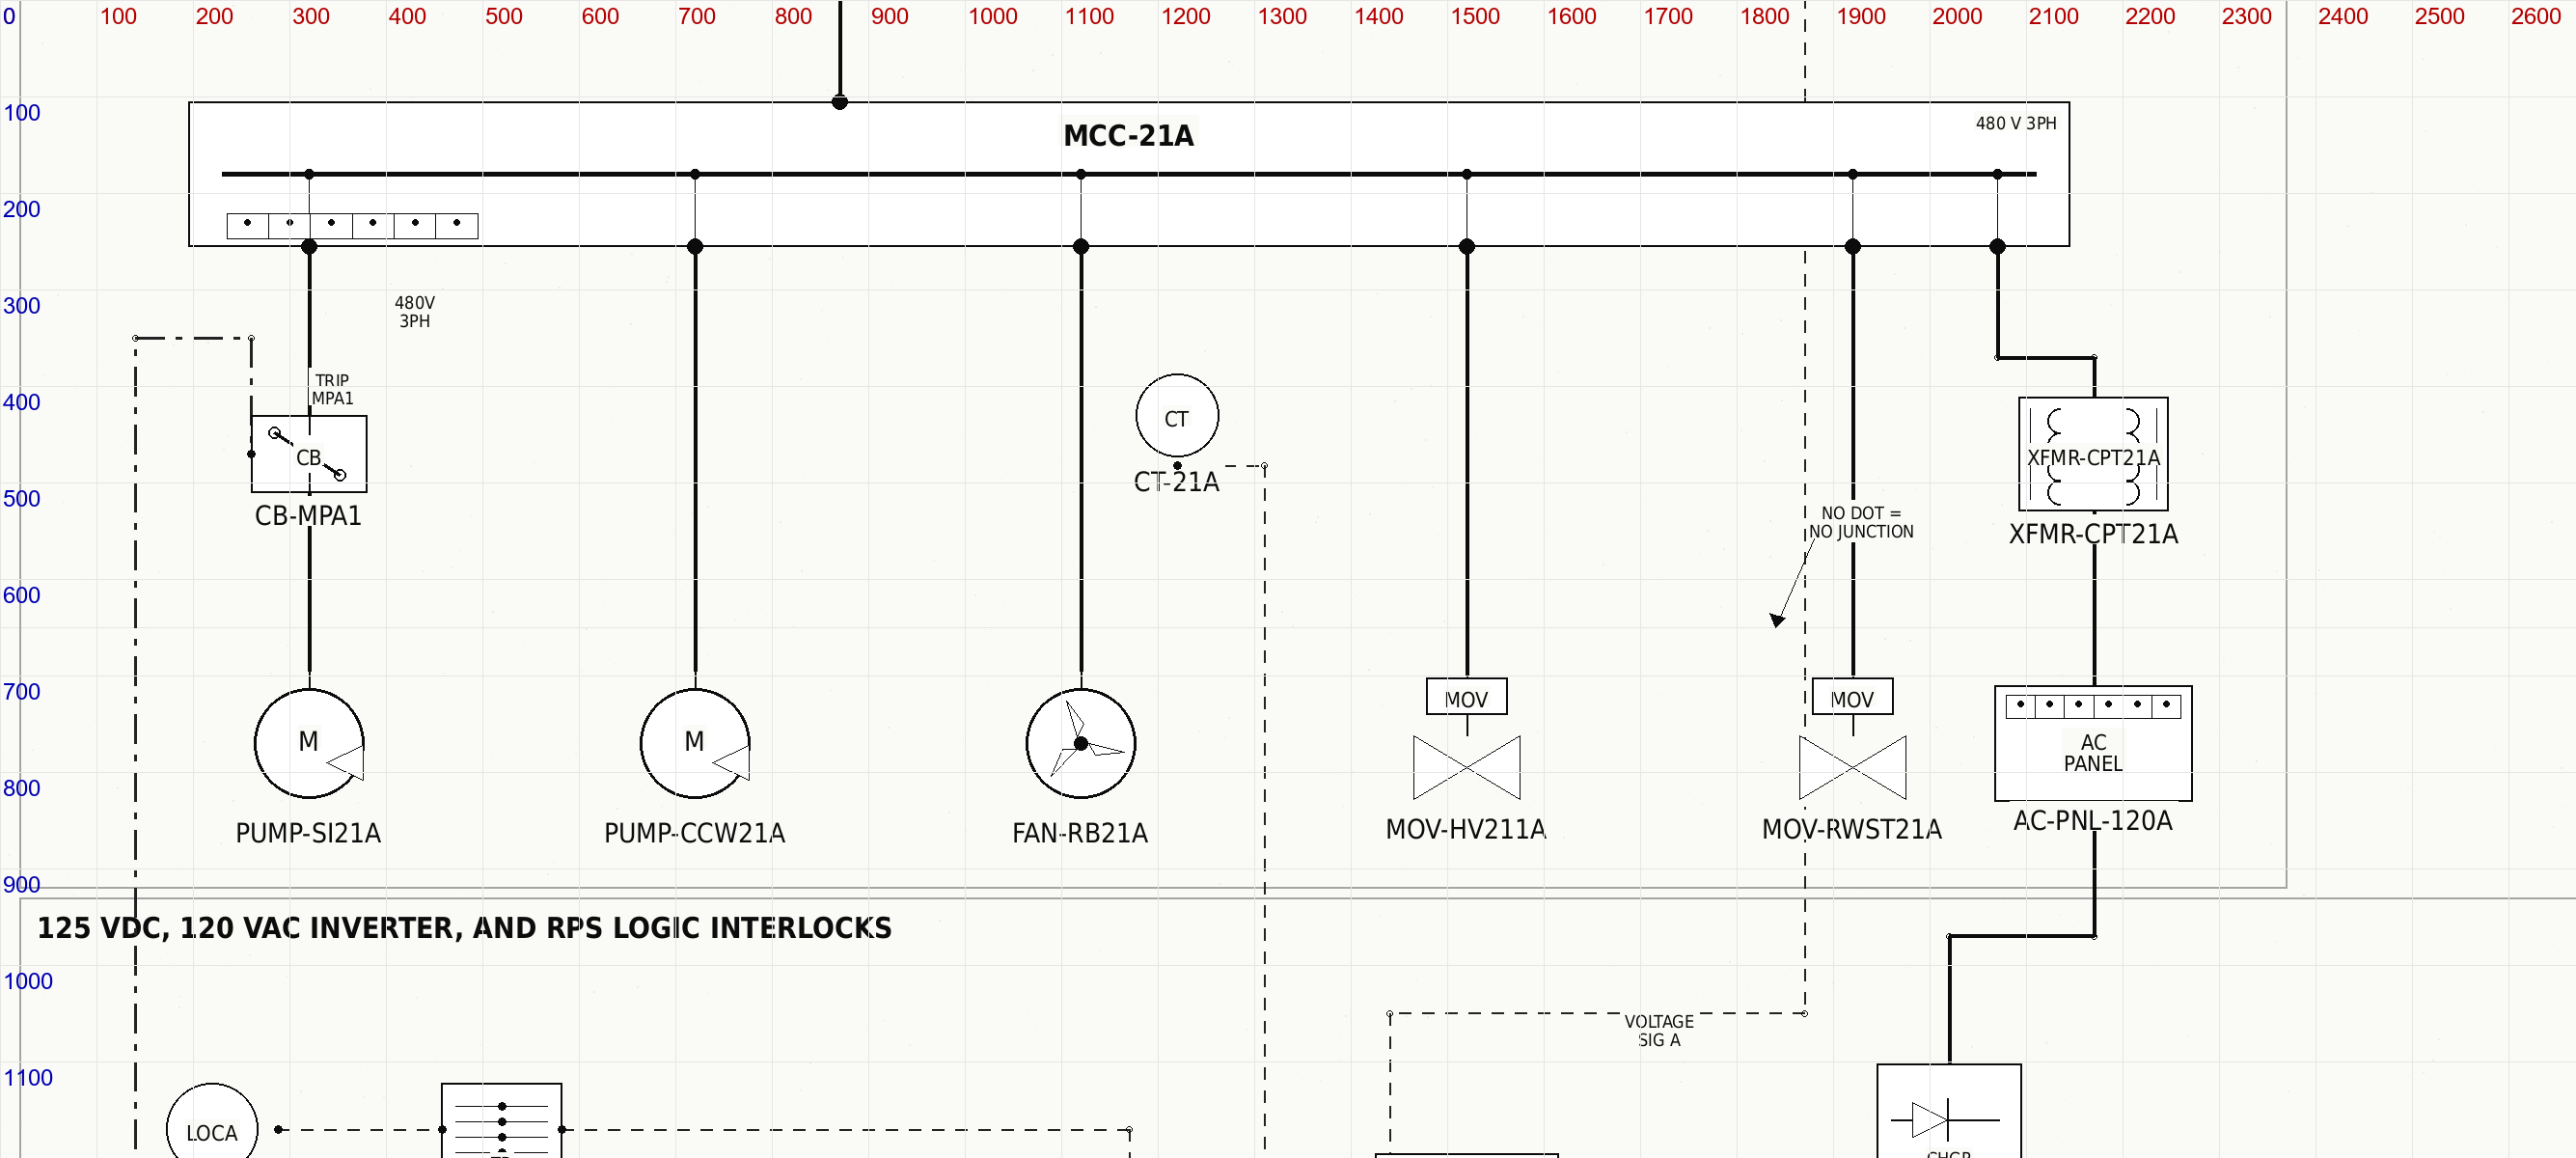 0 100 200 300 400 500 600 700 800 900 1000 1100 1200 1300 1400 1500 1600 1700 1800 1900 2000 2100 2200 2300 2400 2500 2600
100
MCC-21A
480 V 3PH
200
300
480V
3PH
TRIP
MPA1
400
CT
CB
XFMR-CPT21A
CT-21A
500
CB-MPA1
NO DOT =
NO JUNCTION
XFMR-CPT21A
600
700
MOV
MOV
M
M
AC
PANEL
800
PUMP-SI21A
PUMP-CCW21A
FAN-RB21A
MOV-HV211A
MOV-RWST21A
AC-PNL-120A
900
125 VDC, 120 VAC INVERTER, AND RPS LOGIC INTERLOCKS
1000
VOLTAGE
SIG A
1100
LOCA